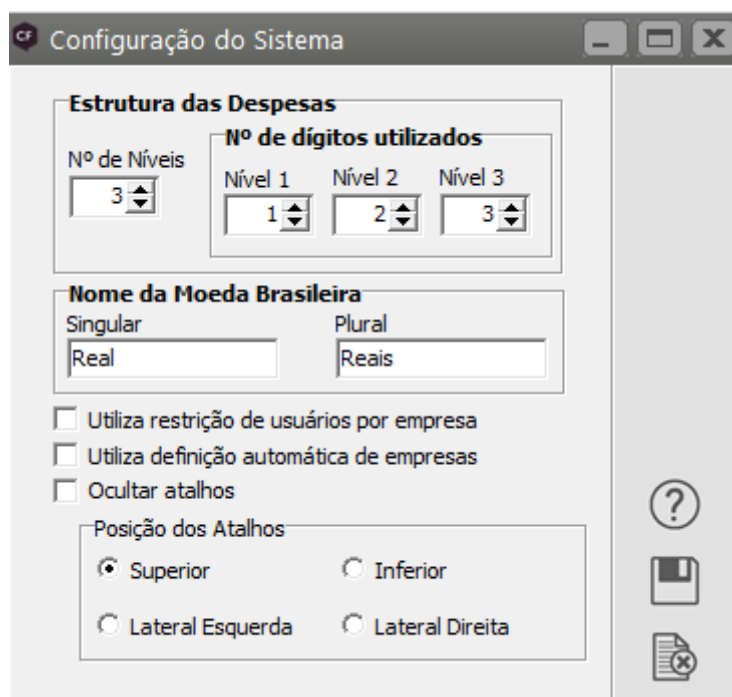 CF Configuração do Sistema
Estrutura das Despesas
Nº de dígitos utilizados
Nº de Níveis
Nível 1 Nível 2 Nível 3
3 1 2 3
Nome da Moeda Brasileira
Singular Plural
Real Reais
Utiliza restrição de usuários por empresa
Utiliza definição automática de empresas
Ocultar atalhos
Posição dos Atalhos
Superior Inferior
Lateral Esquerda Lateral Direita
?